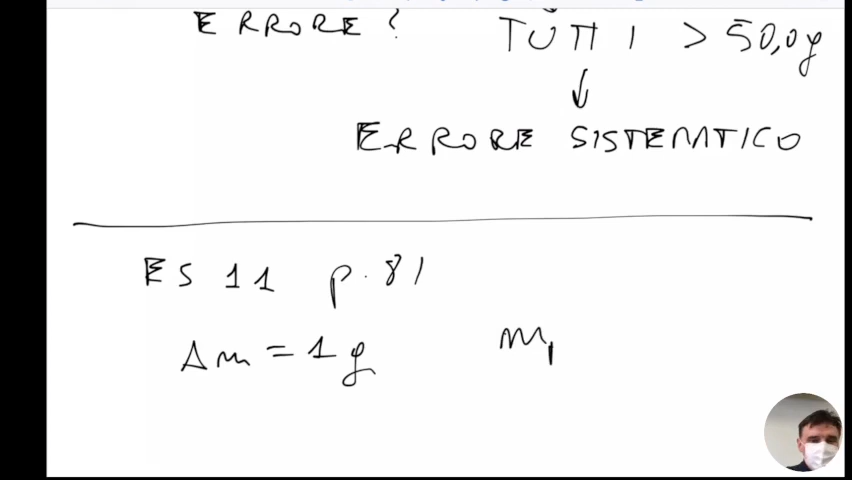 ERRORE? TUTTI > 50,0g
↓
ERRORE SISTEMATICO
ES 11 p. 81
Δm = 1 g m₁